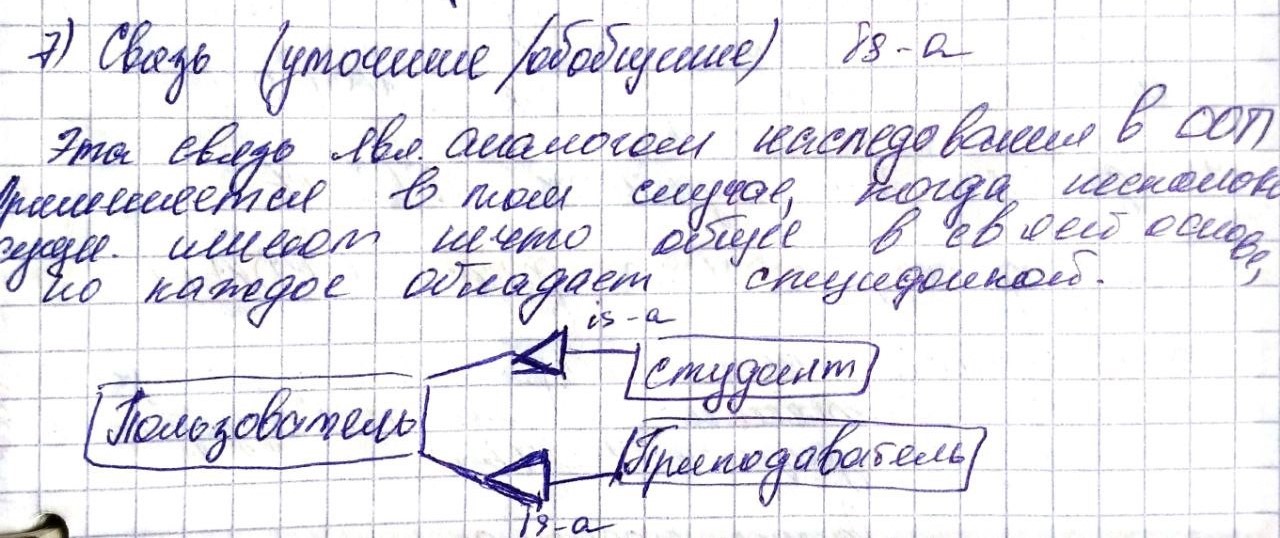 7) Связь (уточнение/обобщение) is-a
Эта связь явл. аналогом наследования в ООП
Применяется в том случае, когда несколько
сущн. имеют нечто общее в своей основе,
но каждое обладает спецификой.
is-a
студент
Пользователь
Преподаватель
is-a